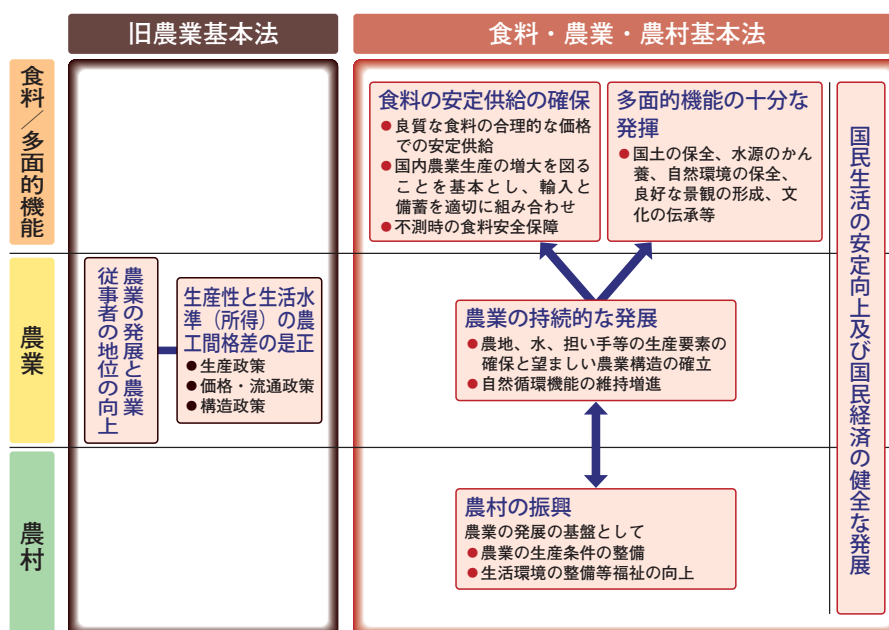 旧農業基本法
食料・農業・農村基本法
食料／多面的機能
食料の安定供給の確保
●良質な食料の合理的な価格
での安定供給
●国内農業生産の増大を図る
ことを基本とし、輸入と
備蓄を適切に組み合わせ
●不測時の食料安全保障
多面的機能の十分な
発揮
●国土の保全、水源のかん
養、自然環境の保全、
良好な景観の形成、文
化の伝承等
農業
農業の発展と農業
従事者の地位の向上
生産性と生活水
準（所得）の農
工間格差の是正
●生産政策
●価格・流通政策
●構造政策
農業の持続的な発展
●農地、水、担い手等の生産要素の
確保と望ましい農業構造の確立
●自然循環機能の維持増進
農村
農村の振興
農業の発展の基盤として
●農業の生産条件の整備
●生活環境の整備等福祉の向上
国民生活の安定向上及び国民経済の健全な発展